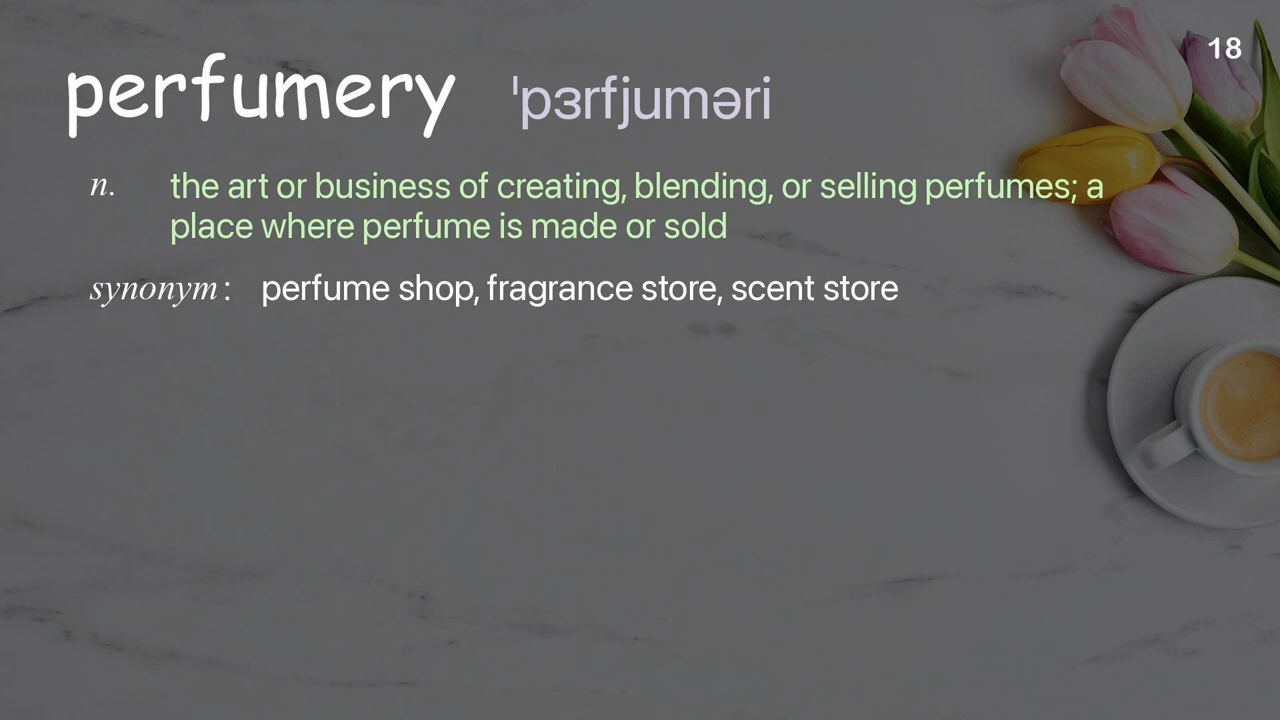 18
perfumery ˈpɜrfjuməri
n. the art or business of creating, blending, or selling perfumes; a
place where perfume is made or sold
synonym: perfume shop, fragrance store, scent store